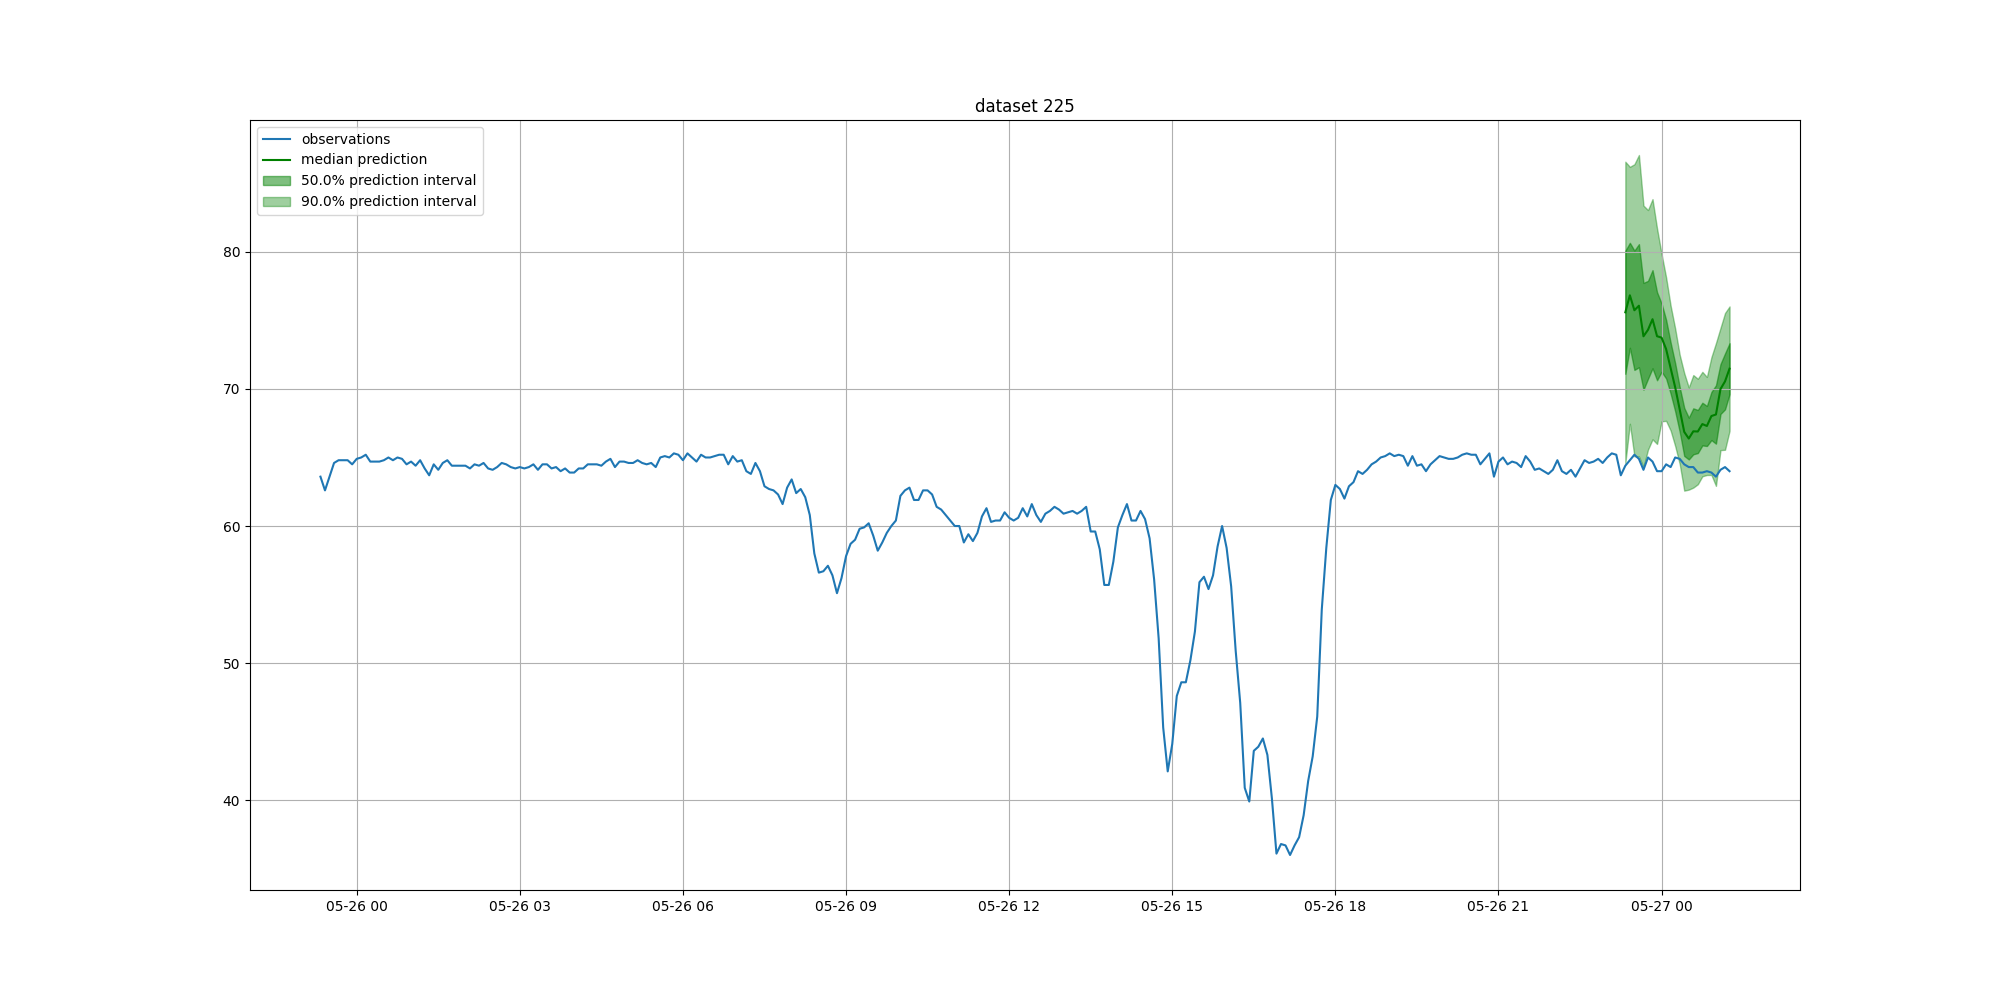 dataset 225
observations
median prediction
50.0% prediction interval
90.0% prediction interval
80
70
60
50
40
05-26 00 05-26 03 05-26 06 05-26 09 05-26 12 05-26 15 05-26 18 05-26 21 05-27 00